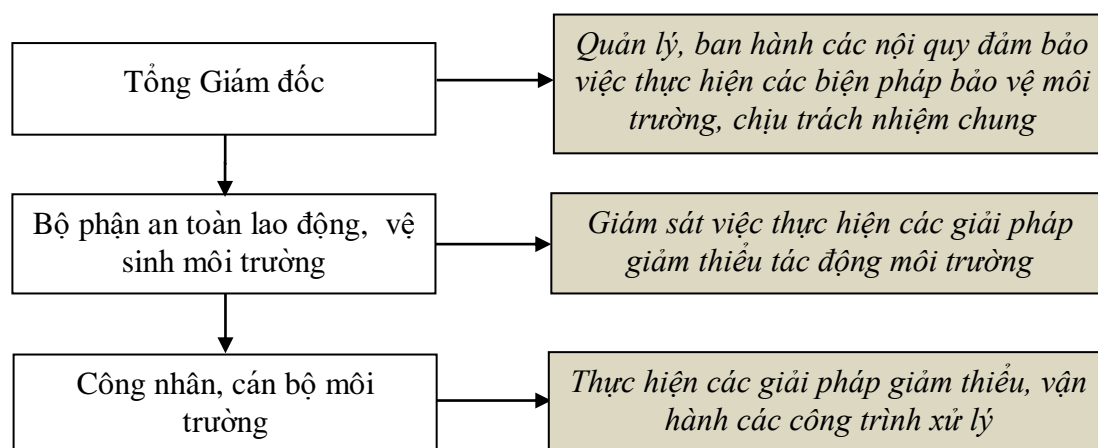 Tổng Giám đốc
Quản lý, ban hành các nội quy đảm bảo
việc thực hiện các biện pháp bảo vệ môi
trường, chịu trách nhiệm chung
Bộ phận an toàn lao động, vệ
sinh môi trường
Giám sát việc thực hiện các giải pháp
giảm thiểu tác động môi trường
Công nhân, cán bộ môi
trường
Thực hiện các giải pháp giảm thiểu, vận
hành các công trình xử lý